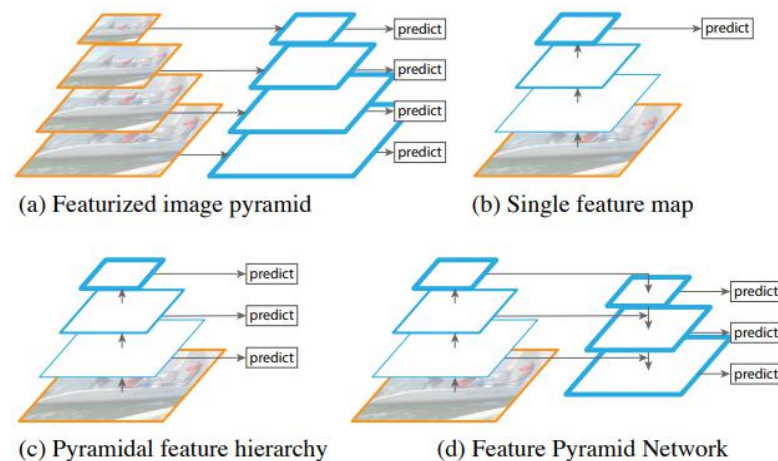 predict
predict
predict
predict
predict
(a) Featurized image pyramid
(b) Single feature map
predict
predict
predict
predict
predict
predict
(c) Pyramidal feature hierarchy
(d) Feature Pyramid Network